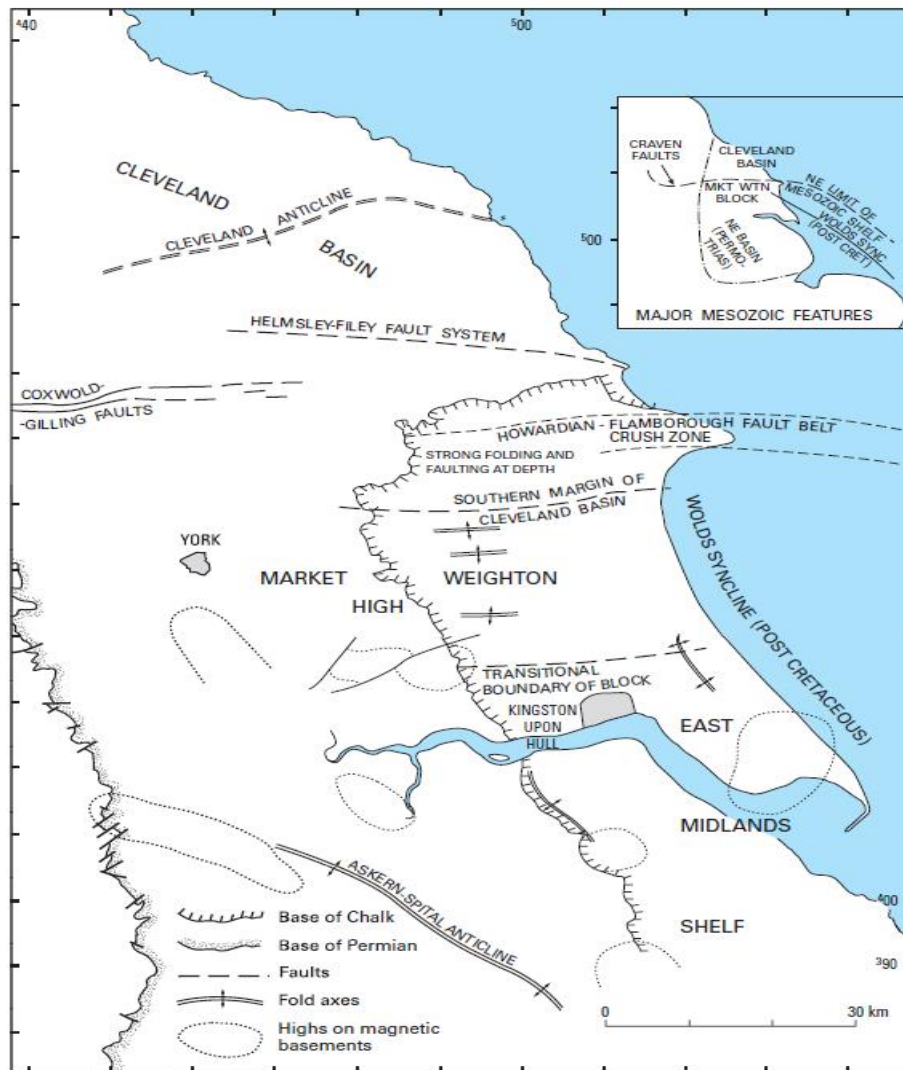 ⁴40
⁵00
CLEVELAND
CLEVELAND ANTICLINE
BASIN
HELMSLEY-FILEY FAULT SYSTEM
COXWOLD-
-GILLING FAULTS
HOWARDIAN - FLAMBOROUGH FAULT BELT
CRUSH ZONE
STRONG FOLDING AND
FAULTING AT DEPTH
SOUTHERN MARGIN OF
CLEVELAND BASIN
YORK
MARKET WEIGHTON
HIGH
WOLDS SYNCLINE (POST CRETACEOUS)
TRANSITIONAL
BOUNDARY OF BLOCK
KINGSTON
UPON
HULL
EAST
MIDLANDS
SHELF
ASKERN-SPITAL ANTICLINE
CRAVEN
FAULTS
CLEVELAND
BASIN
MKT WTN
BLOCK
NE LIMIT OF
MESOZOIC SHELF
WOLDS SYNC
(POST CRET)
NE BASIN
(PERMO-
TRIAS)
MAJOR MESOZOIC FEATURES
⁵00
⁴00
³90
Base of Chalk
Base of Permian
Faults
Fold axes
Highs on magnetic
basements
0 30 km